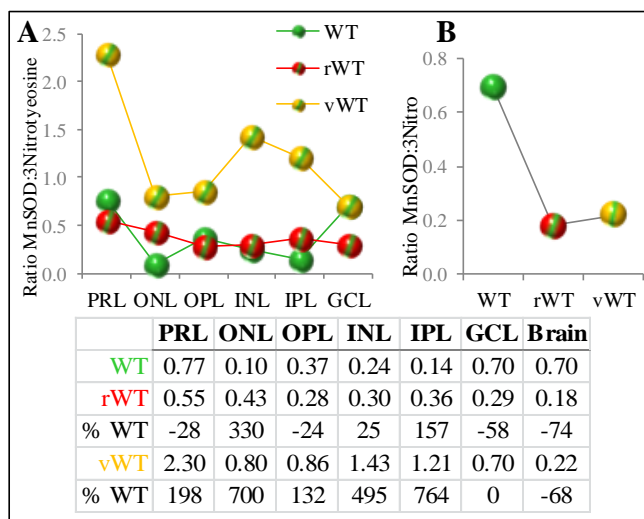 A
B
WT
rWT
vWT
Ratio MnSOD:3Nitrotyeosine
2.5
2.0
1.5
1.0
0.5
0.0
PRL ONL OPL INL IPL GCL
Ratio MnSOD:3Nitro
0.8
0.6
0.4
0.2
0
WT rWT vWT
PRL ONL OPL INL IPL GCL Brain
WT 0.77 0.10 0.37 0.24 0.14 0.70 0.70
rWT 0.55 0.43 0.28 0.30 0.36 0.29 0.18
% WT -28 330 -24 25 157 -58 -74
vWT 2.30 0.80 0.86 1.43 1.21 0.70 0.22
% WT 198 700 132 495 764 0 -68